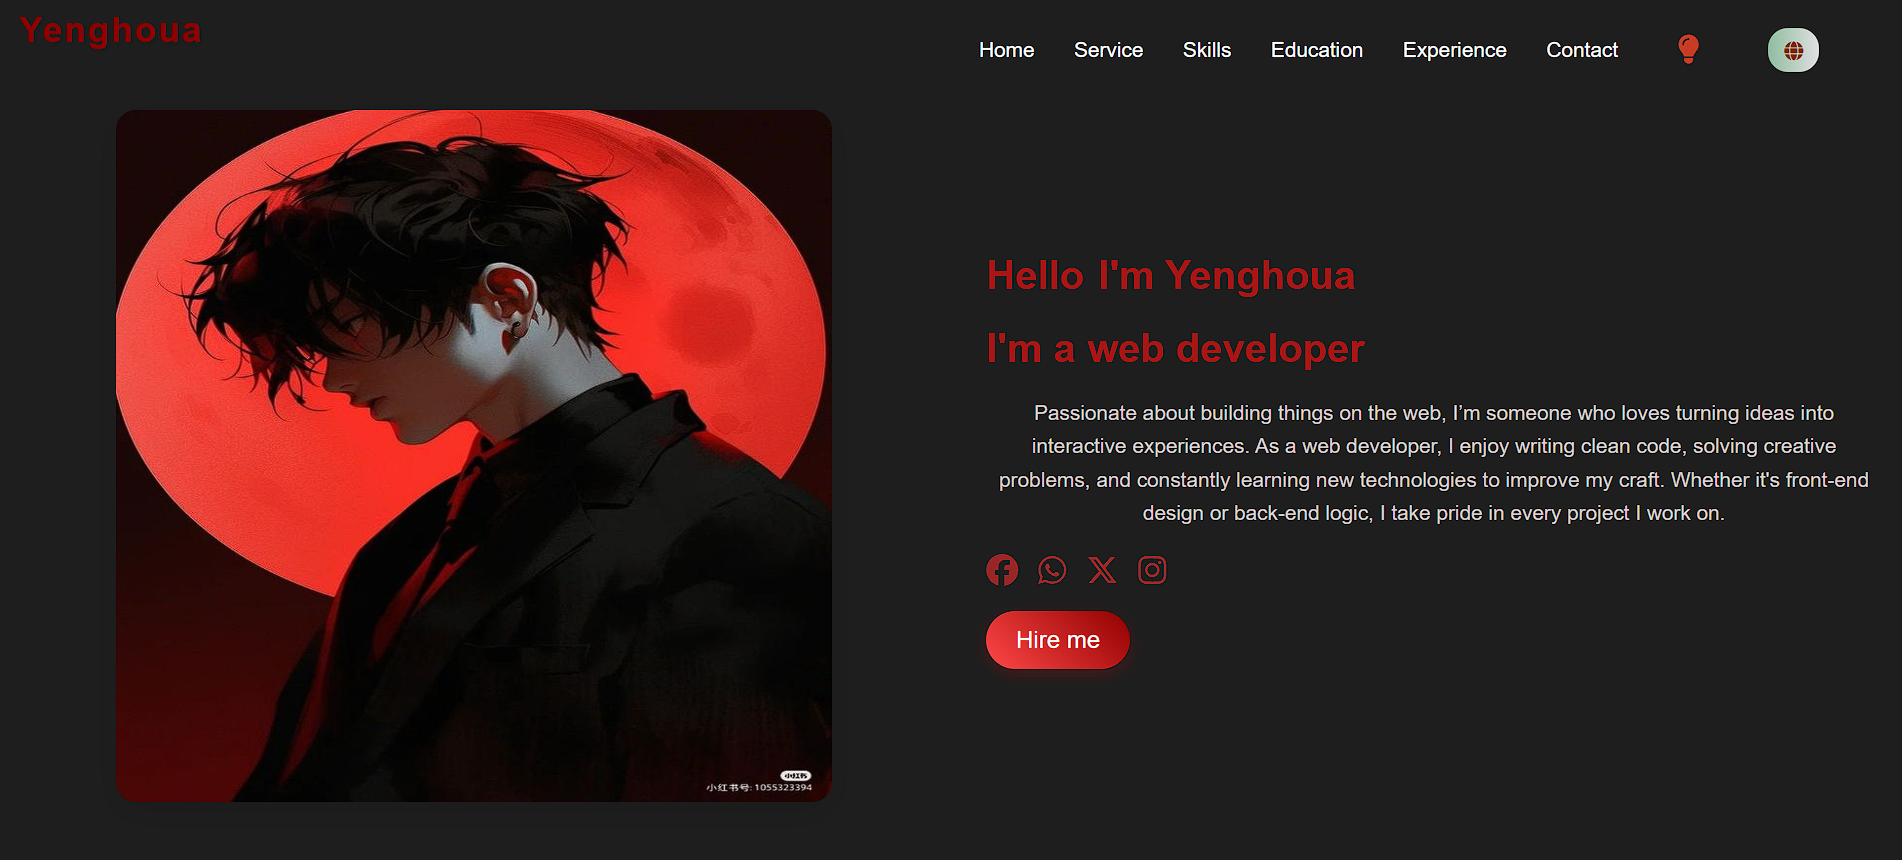 Yenghoua
Home Service Skills Education Experience Contact
Hello I'm Yenghoua
I'm a web developer
Passionate about building things on the web, I’m someone who loves turning ideas into
interactive experiences. As a web developer, I enjoy writing clean code, solving creative
problems, and constantly learning new technologies to improve my craft. Whether it's front-end
design or back-end logic, I take pride in every project I work on.
Hire me
小红书
小红书号: 1055323394